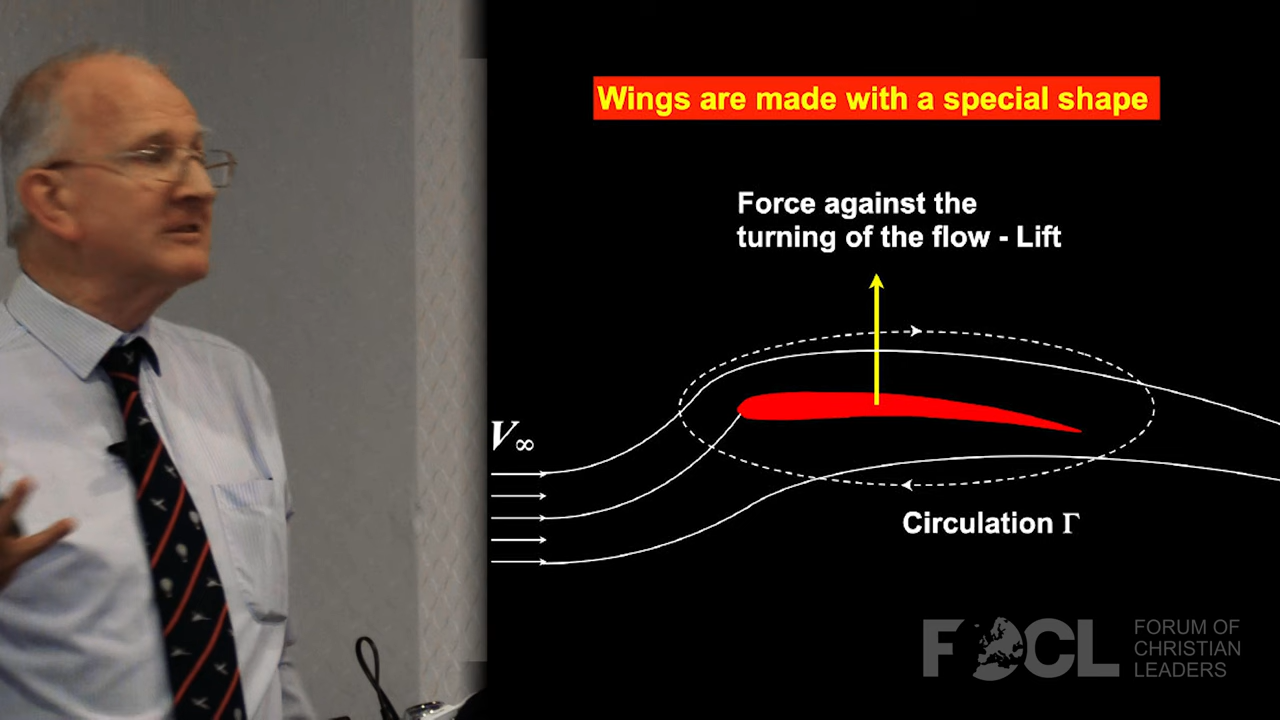 Wings are made with a special shape
Force against the
turning of the flow - Lift
V∞
Circulation Γ
FOCL
FORUM OF
CHRISTIAN
LEADERS